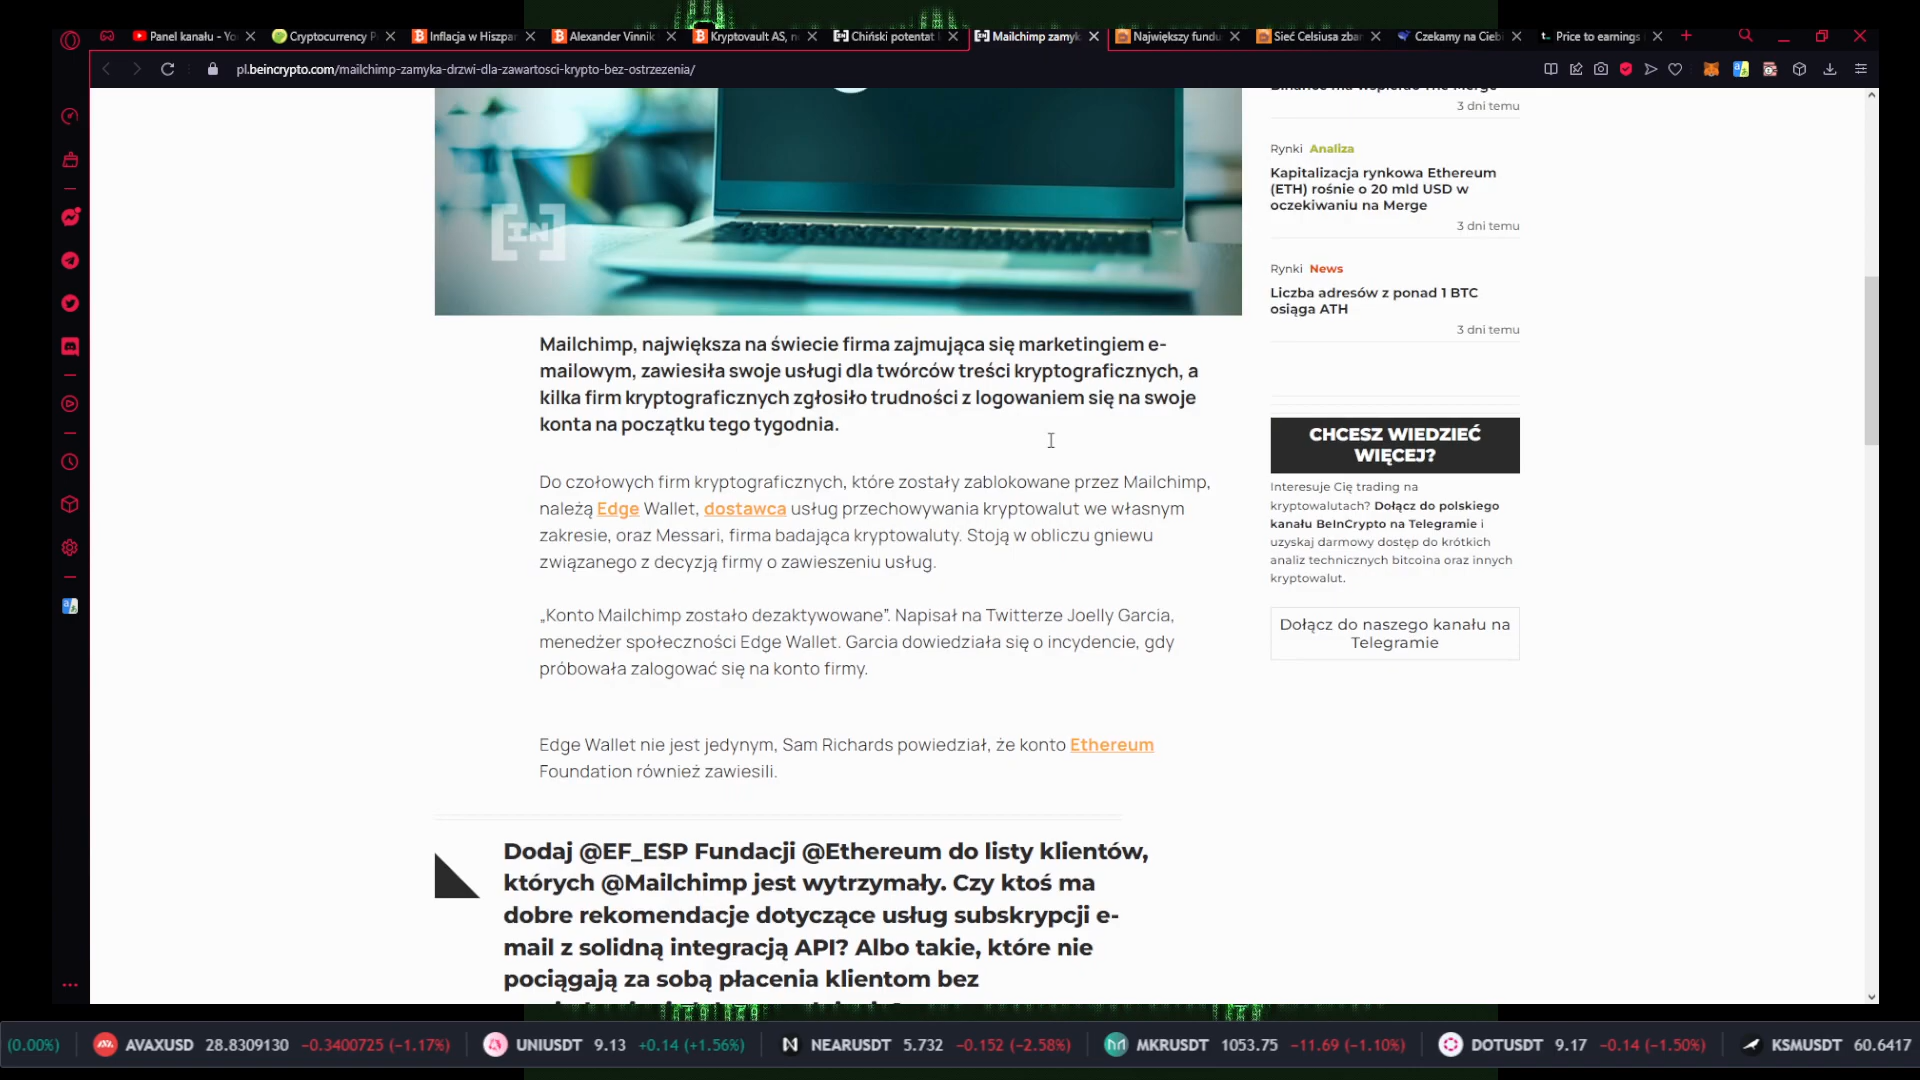 Panel kanału - Yo
Cryptocurrency P
Inflacja w Hiszpa
Alexander Vinnik
Kryptovault AS, n
Chiński potentat
Mailchimp zamyk
Największy fundu
Sieć Celsiusa zba
Czekamy na Cieb
Price to earnings
pl.beincrypto.com/mailchimp-zamyka-drzwi-dla-zawartosci-krypto-bez-ostrzezenia/
[IN]
Mailchimp, największa na świecie firma zajmująca się marketingiem e-
mailowym, zawiesiła swoje usługi dla twórców treści kryptograficznych, a
kilka firm kryptograficznych zgłosiło trudności z logowaniem się na swoje
konta na początku tego tygodnia.
Do czołowych firm kryptograficznych, które zostały zablokowane przez Mailchimp,
należą Edge Wallet, dostawca usług przechowywania kryptowalut we własnym
zakresie, oraz Messari, firma badająca kryptowaluty. Stoją w obliczu gniewu
związanego z decyzją firmy o zawieszeniu usług.
„Konto Mailchimp zostało dezaktywowane”. Napisał na Twitterze Joelly Garcia,
menedżer społeczności Edge Wallet. Garcia dowiedziała się o incydencie, gdy
próbowała zalogować się na konto firmy.
Edge Wallet nie jest jedynym, Sam Richards powiedział, że konto Ethereum
Foundation również zawiesili.
Dodaj @EF_ESP Fundacji @Ethereum do listy klientów,
których @Mailchimp jest wytrzymały. Czy ktoś ma
dobre rekomendacje dotyczące usług subskrypcji e-
mail z solidną integracją API? Albo takie, które nie
pociągają za sobą płacenia klientom bez
Binance ma wspierać The Merge
3 dni temu
Rynki Analiza
Kapitalizacja rynkowa Ethereum
(ETH) rośnie o 20 mld USD w
oczekiwaniu na Merge
3 dni temu
Rynki News
Liczba adresów z ponad 1 BTC
osiąga ATH
3 dni temu
CHCESZ WIEDZIEĆ
WIĘCEJ?
Interesuje Cię trading na
kryptowalutach? Dołącz do polskiego
kanału BeInCrypto na Telegramie i
uzyskaj darmowy dostęp do krótkich
analiz technicznych bitcoina oraz innych
kryptowalut.
Dołącz do naszego kanału na
Telegramie
(0.00%) AVAXUSD 28.8309130 −0.3400725 (−1.17%) UNIUSDT 9.13 +0.14 (+1.56%) NEARUSDT 5.732 −0.152 (−2.58%) MKRUSDT 1053.75 −11.69 (−1.10%) DOTUSDT 9.17 −0.14 (−1.50%) KSMUSDT 60.6417